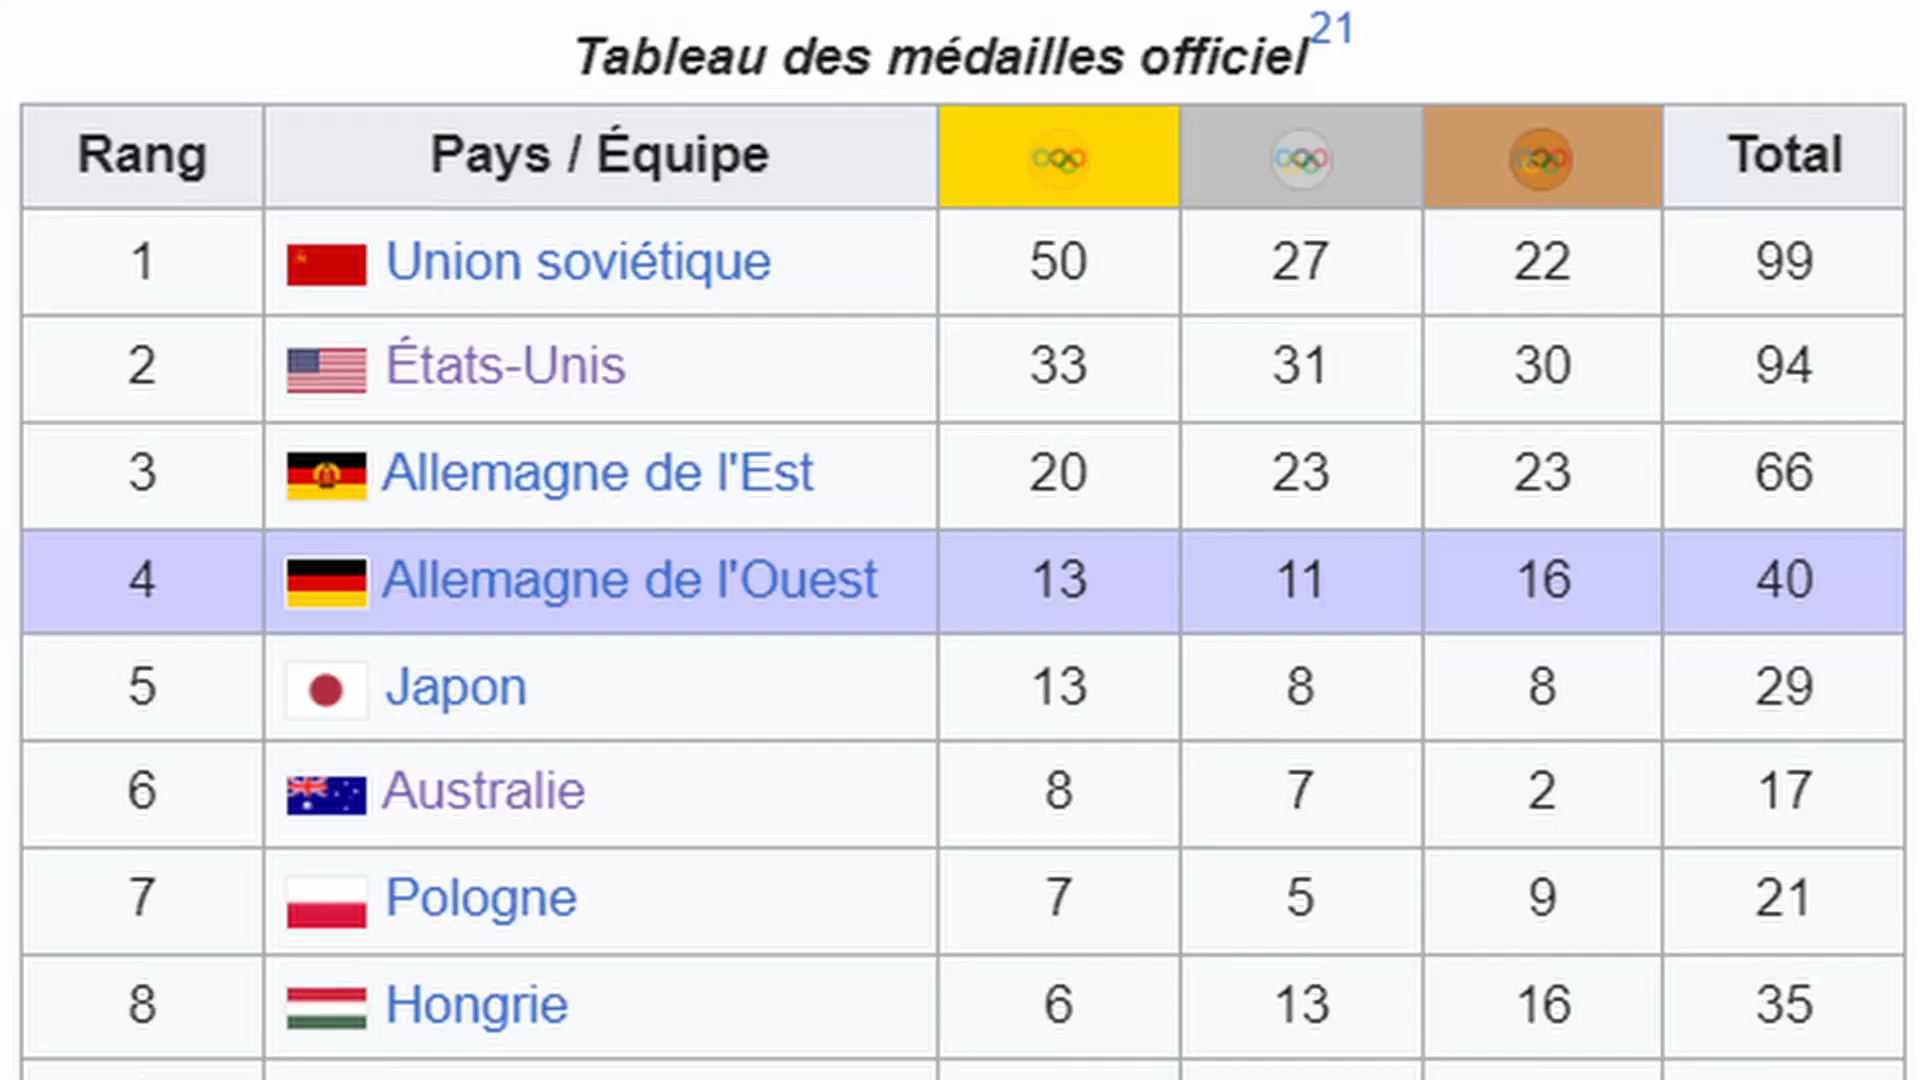 Tableau des médailles officiel21
Rang Pays / Équipe Total
1 Union soviétique 50 27 22 99
2 États-Unis 33 31 30 94
3 Allemagne de l'Est 20 23 23 66
4 Allemagne de l'Ouest 13 11 16 40
5 Japon 13 8 8 29
6 Australie 8 7 2 17
7 Pologne 7 5 9 21
8 Hongrie 6 13 16 35